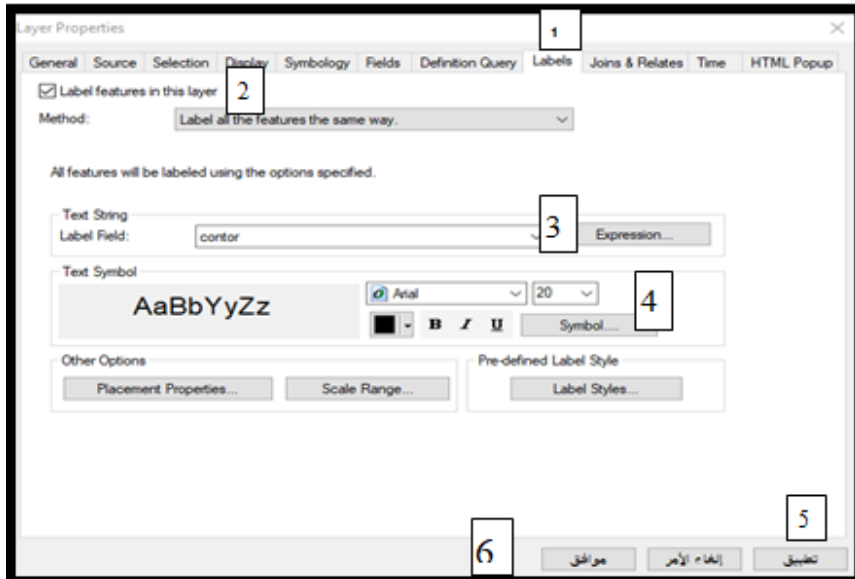 1
Layer Properties
General Source Selection Display Symbology Fields Definition Query Labels Joins & Relates Time HTML Popup
Label features in this layer 2
Method: Label all the features the same way.
All features will be labeled using the options specified.
Text String
Label Field: contor 3 Expression...
Text Symbol
AaBbYyZz Arial 20 4
B I U Symbol...
Other Options Pre-defined Label Style
Placement Properties... Scale Range... Label Styles...
5
6 موافق إلغاء الأمر تطبيق